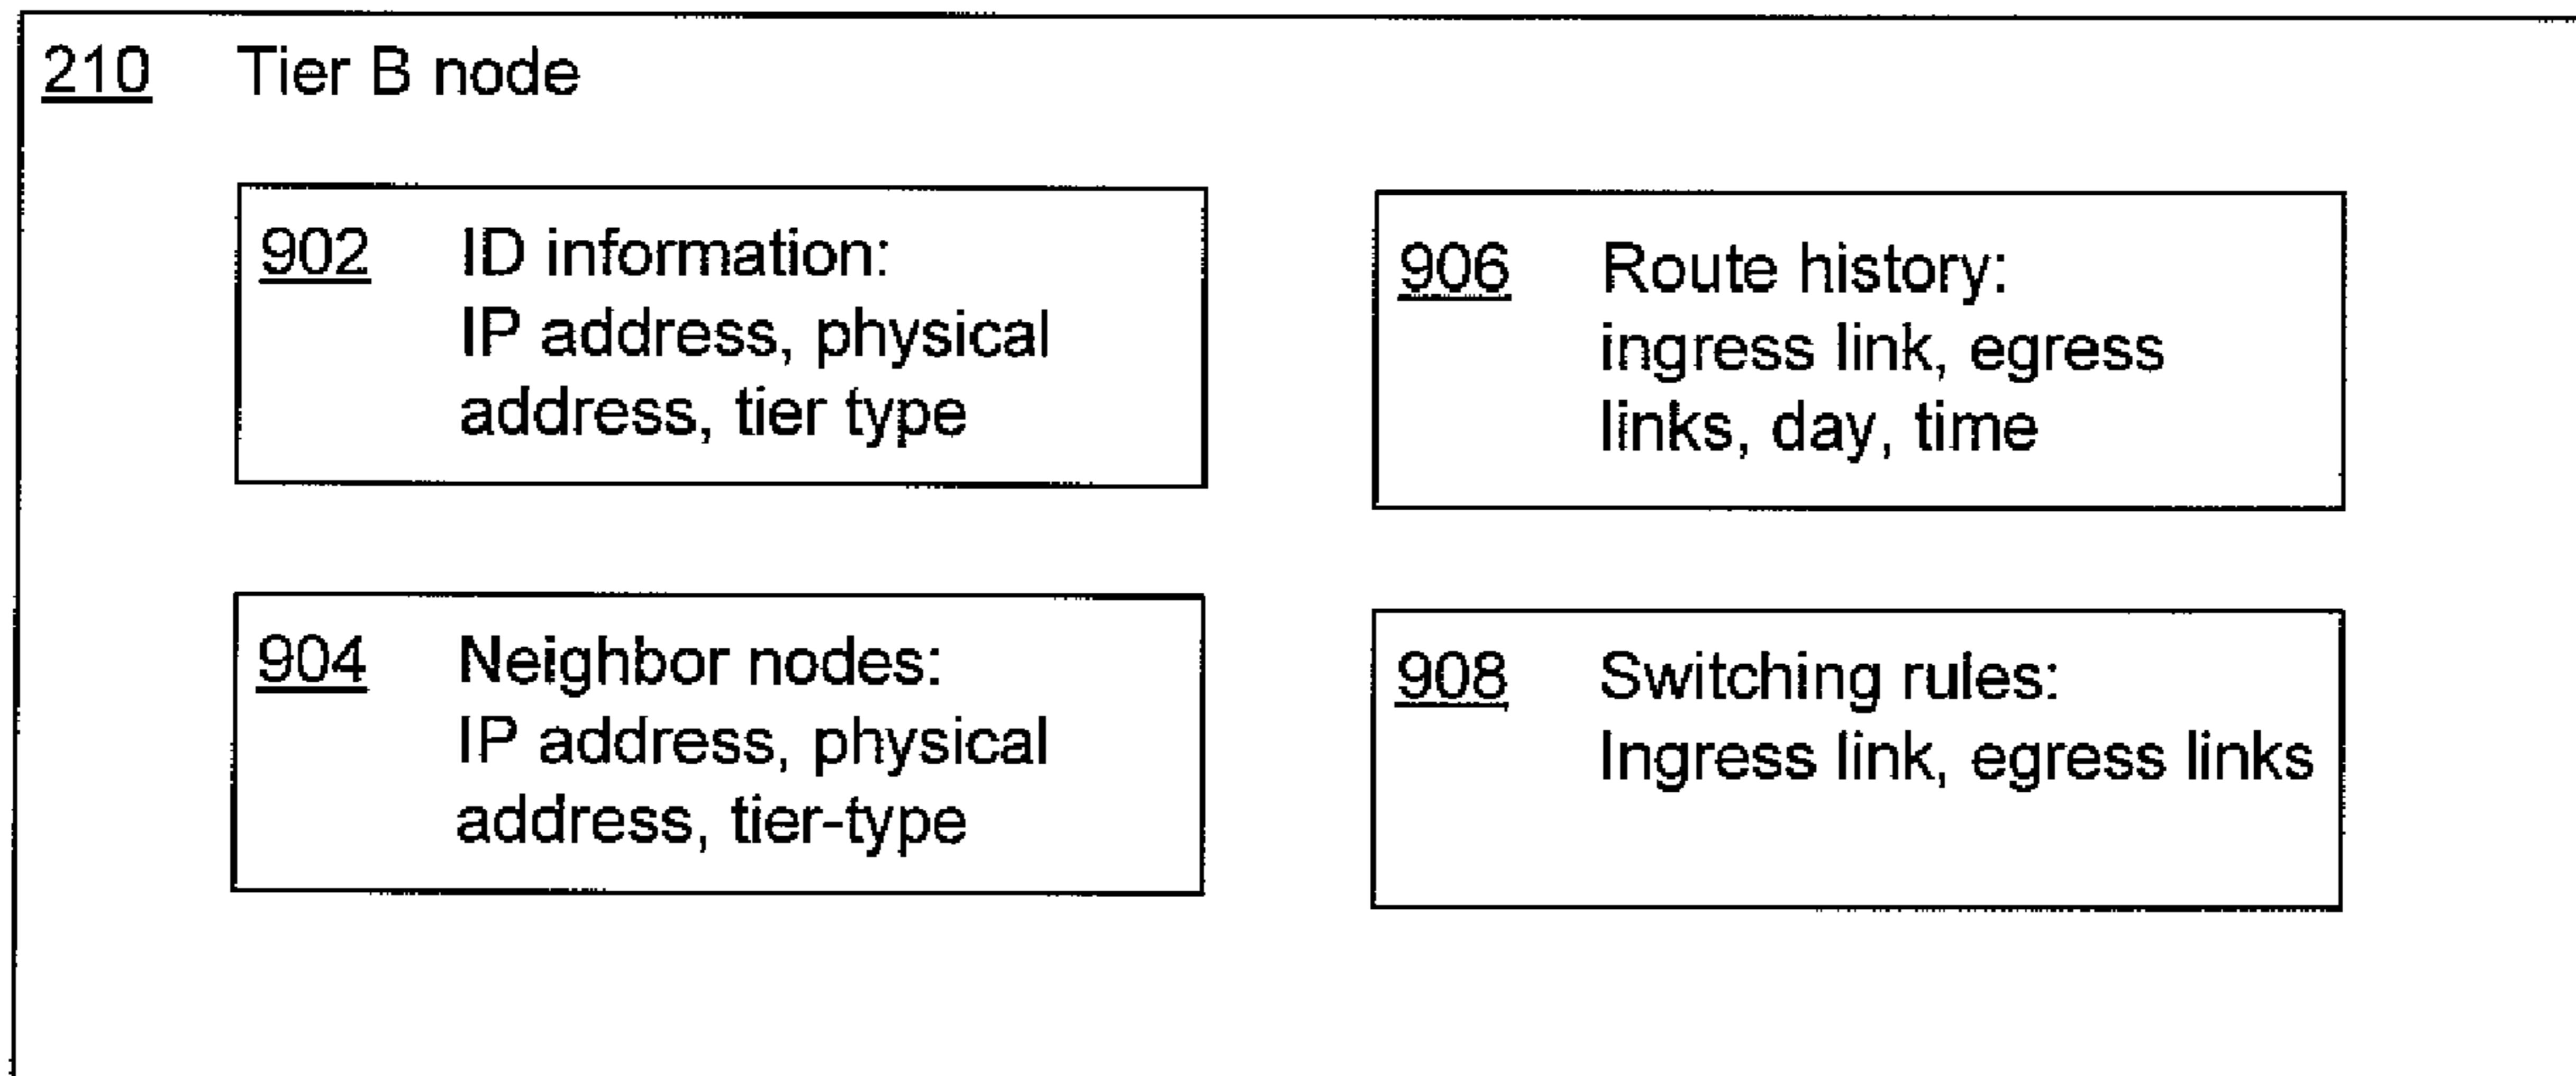 210 Tier B node
902 ID information:
IP address, physical
address, tier type
904 Neighbor nodes:
IP address, physical
address, tier-type
906 Route history:
ingress link, egress
links, day, time
908 Switching rules:
Ingress link, egress links